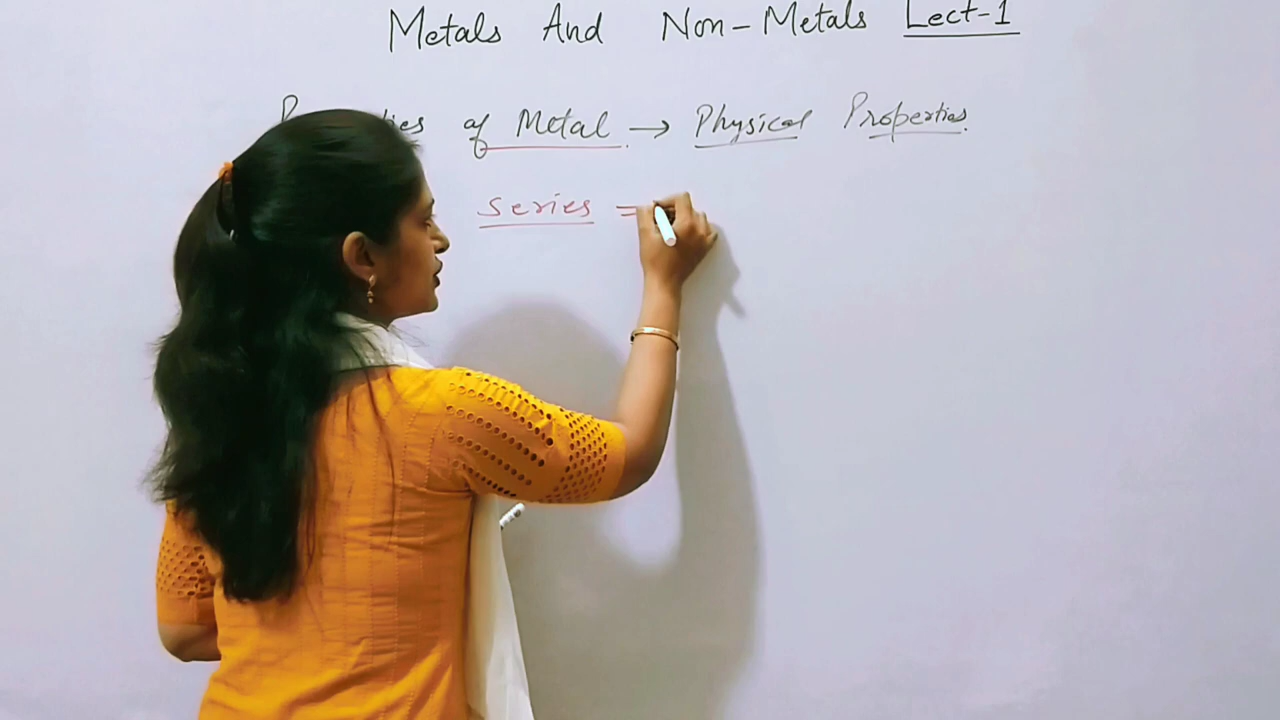 Metals And Non-Metals Lect-1
of Metal → Physical Properties.
series =